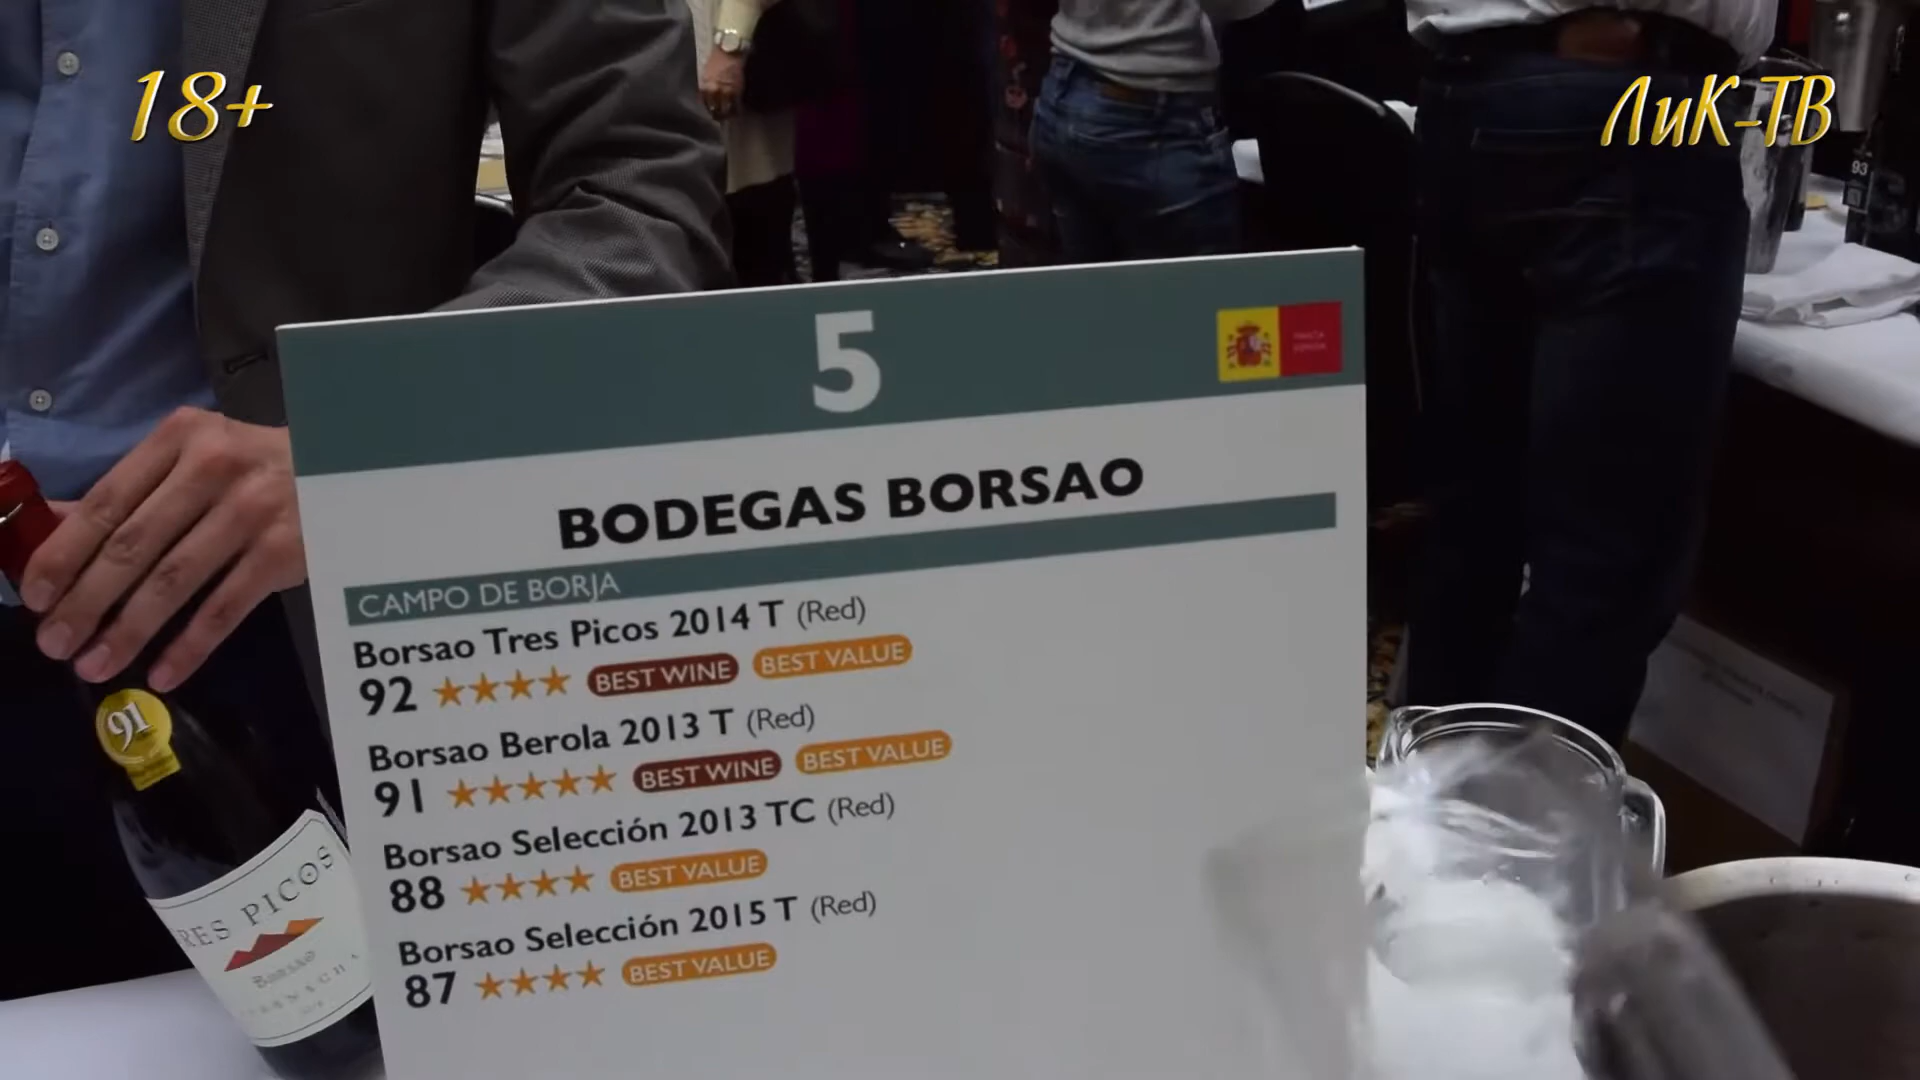 18+
ЛиК-ТВ
93
5
BODEGAS BORSAO
CAMPO DE BORJA
Borsao Tres Picos 2014 T (Red)
92 ★★★★ BEST WINE BEST VALUE
Borsao Berola 2013 T (Red)
91 ★★★★★ BEST WINE BEST VALUE
Borsao Selección 2013 TC (Red)
88 ★★★★ BEST VALUE
Borsao Selección 2015 T (Red)
87 ★★★★ BEST VALUE
91
TRES PICOS
Borsao